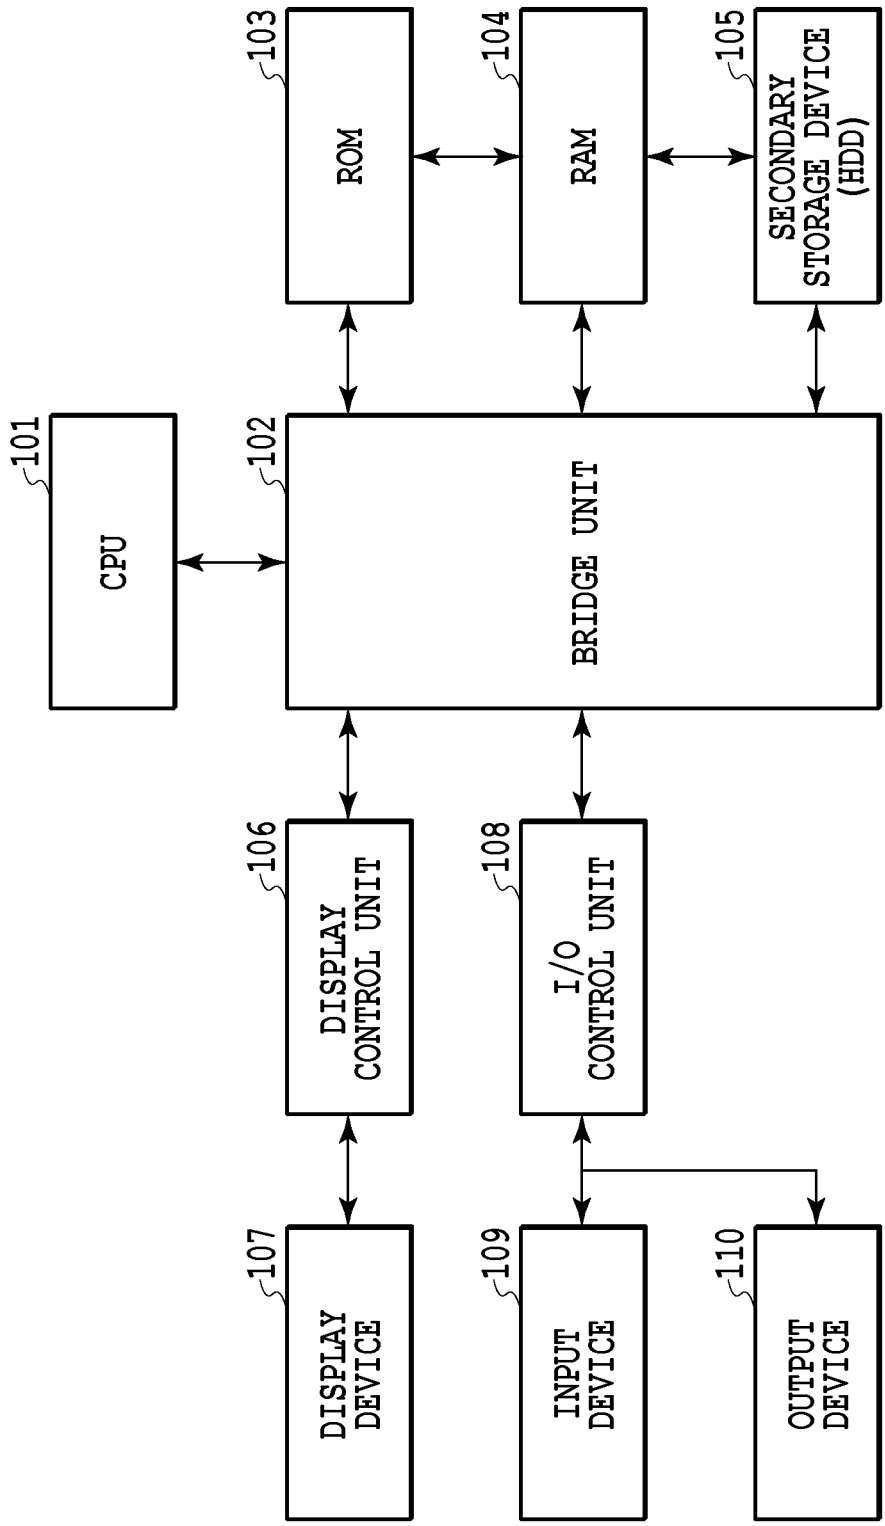 101
CPU
107
DISPLAY
DEVICE
106
DISPLAY
CONTROL UNIT
102
BRIDGE UNIT
103
ROM
109
INPUT
DEVICE
108
I/O
CONTROL UNIT
104
RAM
110
OUTPUT
DEVICE
105
SECONDARY
STORAGE DEVICE
(HDD)